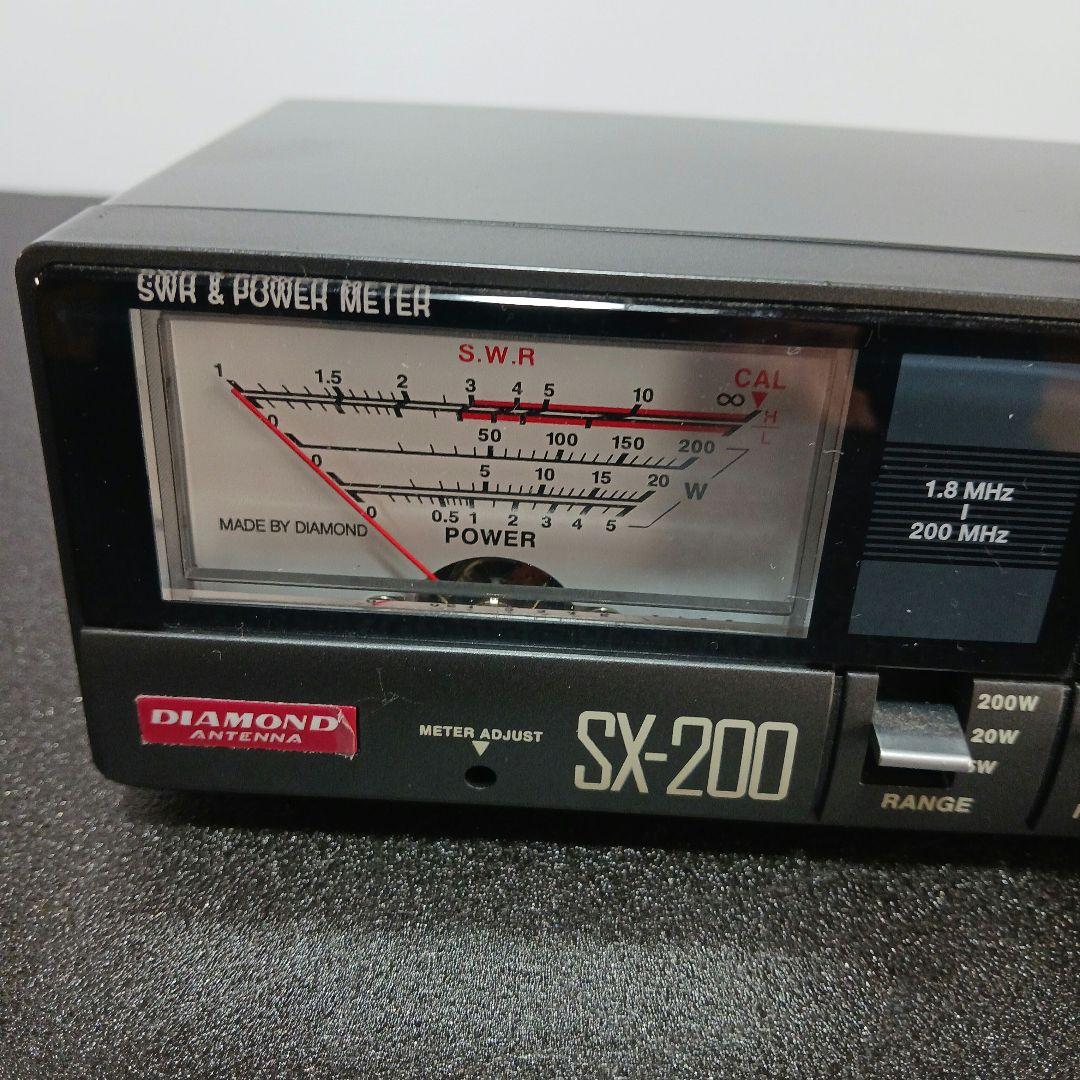 SWR & POWER METER
S.W.R
CAL
1 1.5 2 3 4 5 10 ∞
H
L
0 50 100 150 200
0 5 10 15 20
W
0 0.5 1 2 3 4 5
MADE BY DIAMOND
POWER
1.8 MHz
200 MHz
DIAMOND
ANTENNA
METER ADJUST
SX-200
200W
20W
5W
RANGE